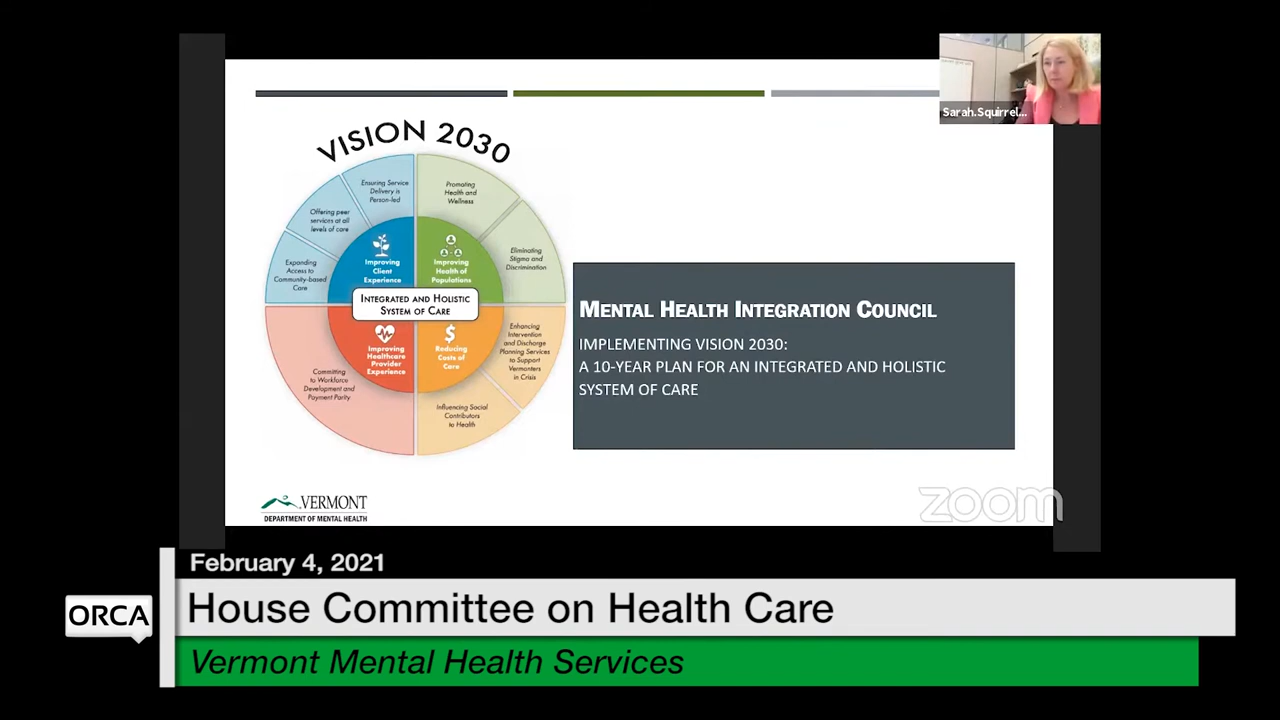 Sarah.Squirrel...
VISION 2030
Ensuring Service
Delivery is
Person-led
Promoting
Health and
Wellness
Offering peer
services at all
levels of care
Eliminating
Stigma and
Discrimination
Expanding
Access to
Community-based
Care
Improving
Client
Experience
Improving
Health of
Populations
INTEGRATED AND HOLISTIC
SYSTEM OF CARE
Improving
Healthcare
Provider
Experience
$
Reducing
Costs of
Care
Enhancing
Intervention
and Discharge
Planning Services
to Support
Vermonters
in Crisis
Committing
to Workforce
Development and
Payment Parity
Influencing Social
Contributors
to Health
MENTAL HEALTH INTEGRATION COUNCIL
IMPLEMENTING VISION 2030:
A 10-YEAR PLAN FOR AN INTEGRATED AND HOLISTIC
SYSTEM OF CARE
VERMONT
DEPARTMENT OF MENTAL HEALTH
zoom
February 4, 2021
ORCA
House Committee on Health Care
Vermont Mental Health Services